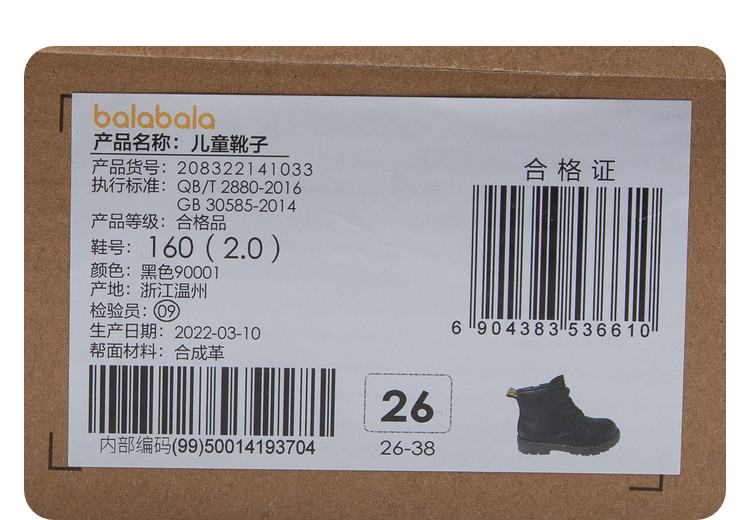 balabala
产品名称：儿童靴子
产品货号：208322141033
执行标准：QB/T 2880-2016
GB 30585-2014
产品等级：合格品
鞋号：160（2.0）
颜色：黑色90001
产地：浙江温州
检验员：09
生产日期：2022-03-10
帮面材料：合成革
内部编码(99)50014193704
合格证
6 904383 536610
26
26-38